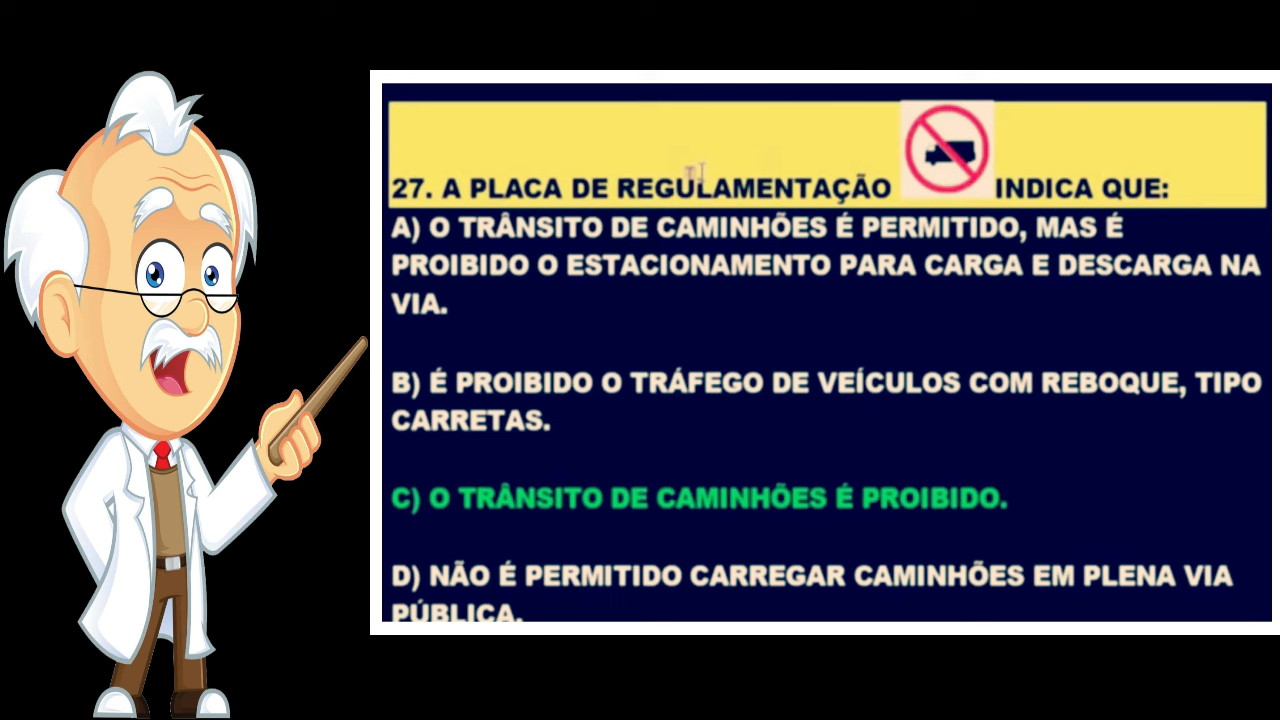 27. A PLACA DE REGULAMENTAÇÃO INDICA QUE:
A) O TRÂNSITO DE CAMINHÕES É PERMITIDO, MAS É
PROIBIDO O ESTACIONAMENTO PARA CARGA E DESCARGA NA
VIA.
B) É PROIBIDO O TRÁFEGO DE VEÍCULOS COM REBOQUE, TIPO
CARRETAS.
C) O TRÂNSITO DE CAMINHÕES É PROIBIDO.
D) NÃO É PERMITIDO CARREGAR CAMINHÕES EM PLENA VIA
PÚBLICA.